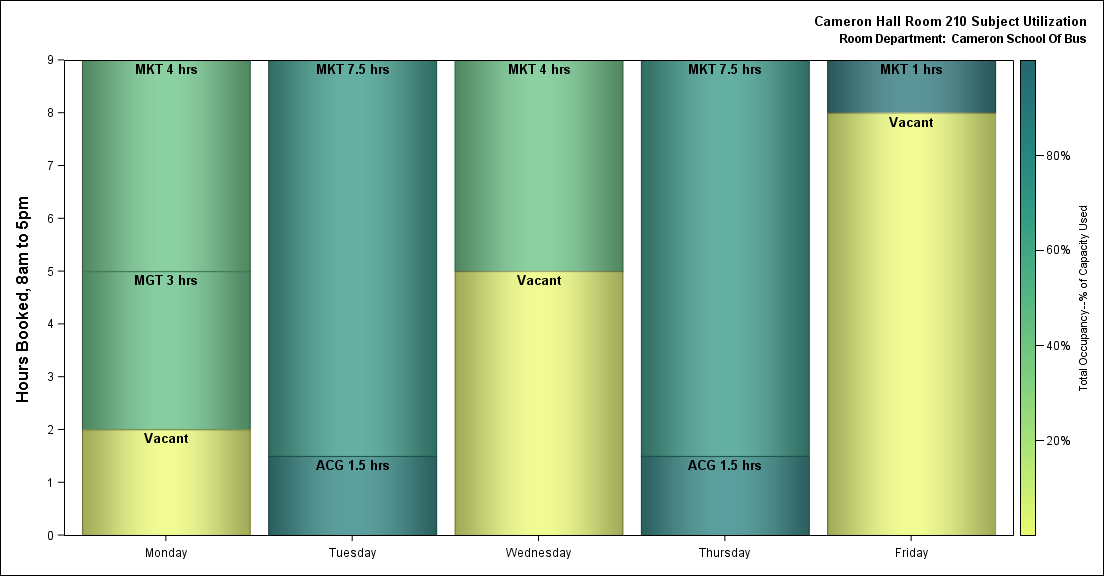 Cameron Hall Room 210 Subject Utilization
Room Department: Cameron School Of Bus
Hours Booked, 8am to 5pm
9
8
7
6
5
4
3
2
1
0
MKT 4 hrs
MGT 3 hrs
Vacant
MKT 7.5 hrs
ACG 1.5 hrs
MKT 4 hrs
Vacant
MKT 7.5 hrs
ACG 1.5 hrs
MKT 1 hrs
Vacant
Monday
Tuesday
Wednesday
Thursday
Friday
80%
60%
40%
20%
Total Occupancy--% of Capacity Used